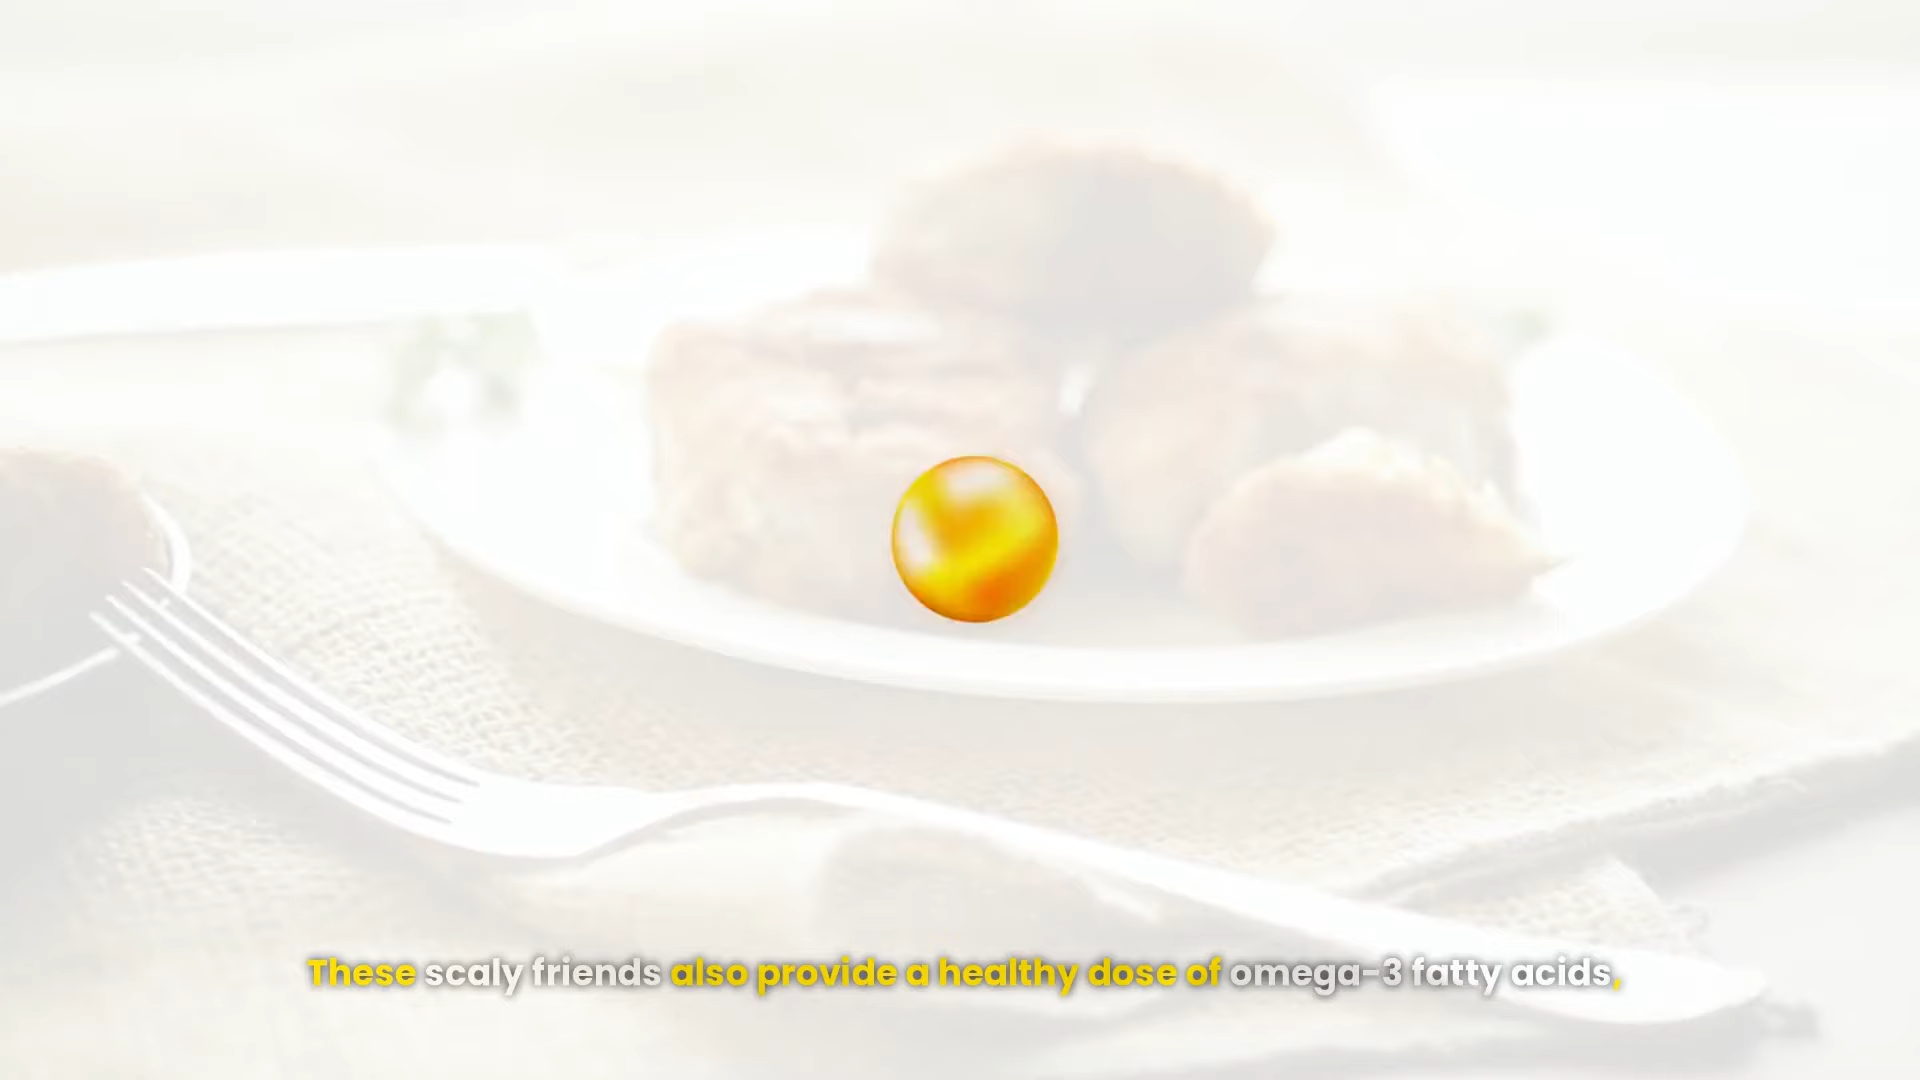 These scaly friends also provide a healthy dose of omega-3 fatty acids,